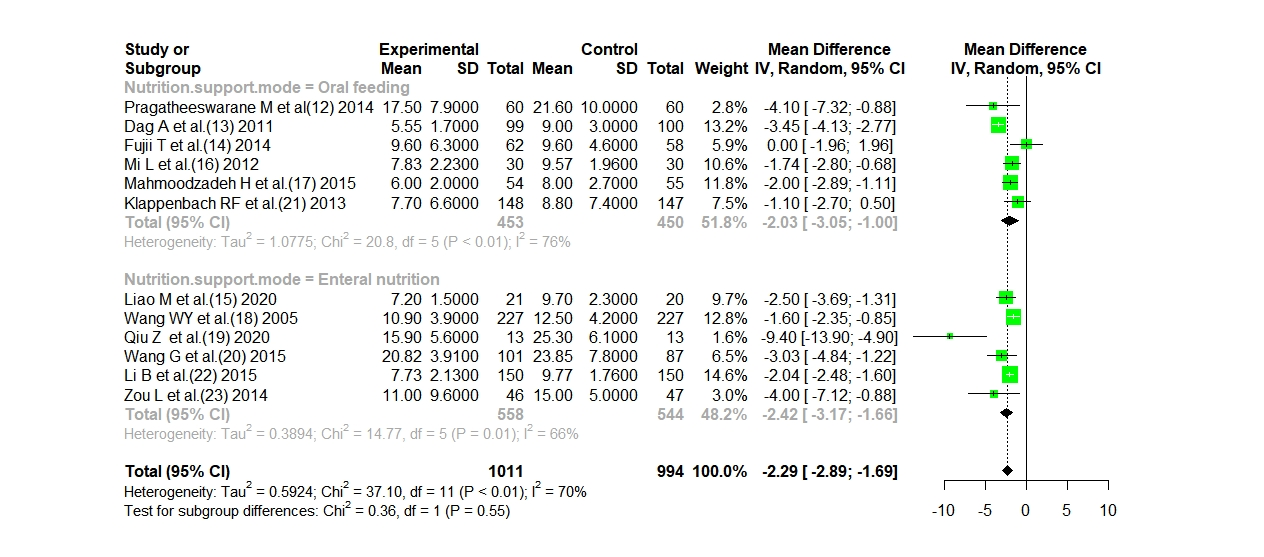 Study or Experimental Control Mean Difference Mean Difference
Subgroup Mean SD Total Mean SD Total Weight IV, Random, 95% CI IV, Random, 95% CI
Nutrition.support.mode = Oral feeding
Pragatheeswarane M et al(12) 2014 17.50 7.9000 60 21.60 10.0000 60 2.8% -4.10 [ -7.32; -0.88]
Dag A et al.(13) 2011 5.55 1.7000 99 9.00 3.0000 100 13.2% -3.45 [ -4.13; -2.77]
Fujii T et al.(14) 2014 9.60 6.3000 62 9.60 4.6000 58 5.9% 0.00 [ -1.96; 1.96]
Mi L et al.(16) 2012 7.83 2.2300 30 9.57 1.9600 30 10.6% -1.74 [ -2.80; -0.68]
Mahmoodzadeh H et al.(17) 2015 6.00 2.0000 54 8.00 2.7000 55 11.8% -2.00 [ -2.89; -1.11]
Klappenbach RF et al.(21) 2013 7.70 6.6000 148 8.80 7.4000 147 7.5% -1.10 [ -2.70; 0.50]
Total (95% CI) 453 450 51.8% -2.03 [ -3.05; -1.00]
Heterogeneity: Tau² = 1.0775; Chi² = 20.8, df = 5 (P < 0.01); I² = 76%
Nutrition.support.mode = Enteral nutrition
Liao M et al.(15) 2020 7.20 1.5000 21 9.70 2.3000 20 9.7% -2.50 [ -3.69; -1.31]
Wang WY et al.(18) 2005 10.90 3.9000 227 12.50 4.2000 227 12.8% -1.60 [ -2.35; -0.85]
Qiu Z et al.(19) 2020 15.90 5.6000 13 25.30 6.1000 13 1.6% -9.40 [-13.90; -4.90]
Wang G et al.(20) 2015 20.82 3.9100 101 23.85 7.8000 87 6.5% -3.03 [ -4.84; -1.22]
Li B et al.(22) 2015 7.73 2.1300 150 9.77 1.7600 150 14.6% -2.04 [ -2.48; -1.60]
Zou L et al.(23) 2014 11.00 9.6000 46 15.00 5.0000 47 3.0% -4.00 [ -7.12; -0.88]
Total (95% CI) 558 544 48.2% -2.42 [ -3.17; -1.66]
Heterogeneity: Tau² = 0.3894; Chi² = 14.77, df = 5 (P = 0.01); I² = 66%
Total (95% CI) 1011 994 100.0% -2.29 [ -2.89; -1.69]
Heterogeneity: Tau² = 0.5924; Chi² = 37.10, df = 11 (P < 0.01); I² = 70%
Test for subgroup differences: Chi² = 0.36, df = 1 (P = 0.55)
-10 -5 0 5 10